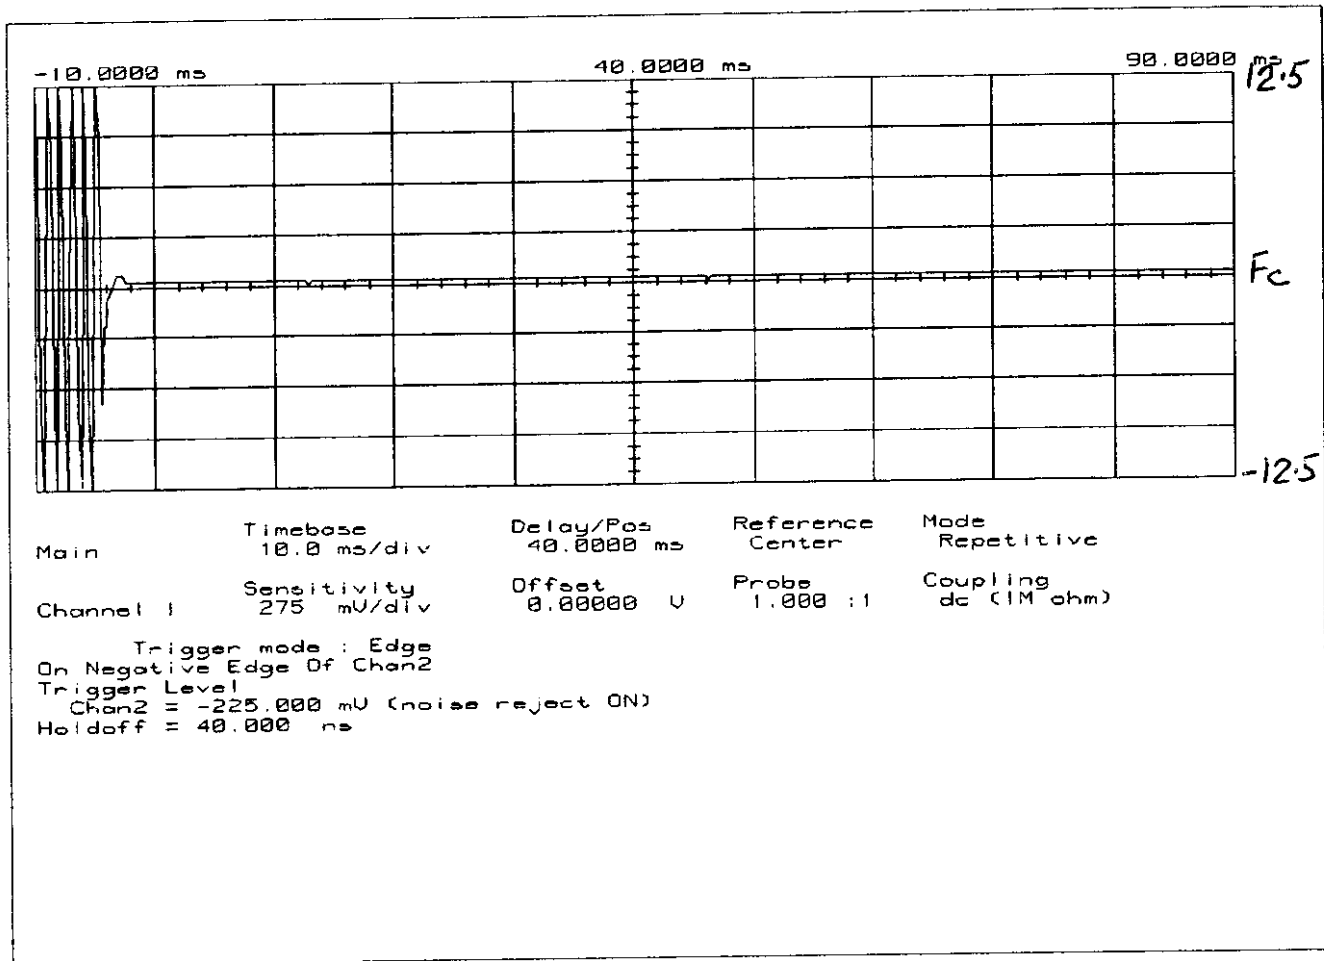 -10.0000 ms 40.0000 ms 90.0000 ms
12.5
Fc
-12.5
Timebase Delay/Pos Reference Mode
Main 10.0 ms/div 40.0000 ms Center Repetitive
Sensitivity Offset Probe Coupling
Channel 1 275 mV/div 0.00000 V 1.000 :1 dc (1M ohm)
Trigger mode : Edge
On Negative Edge Of Chan2
Trigger Level
Chan2 = -225.000 mV (noise reject ON)
Holdoff = 40.000 ns